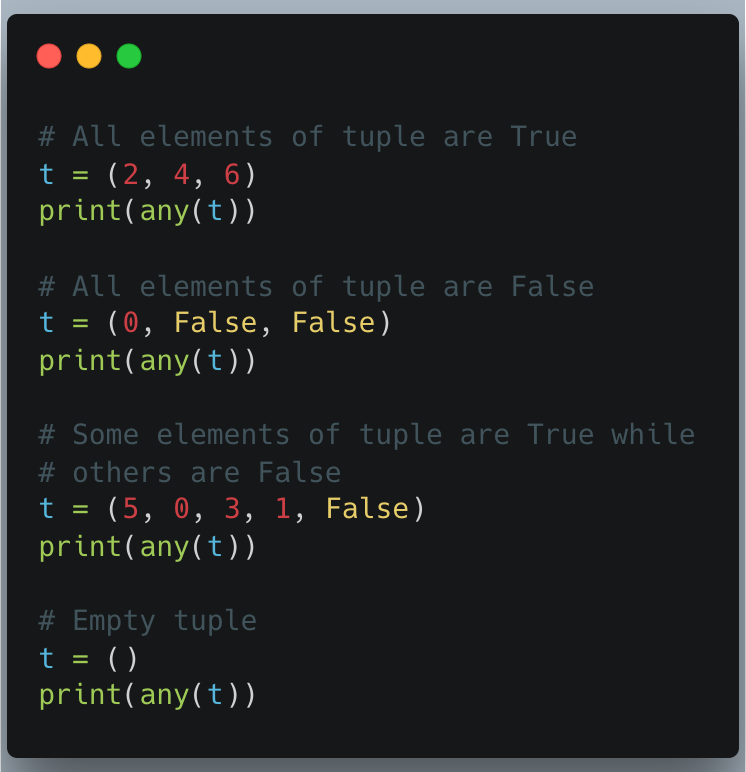 # All elements of tuple are True
t = (2, 4, 6)
print(any(t))
# All elements of tuple are False
t = (0, False, False)
print(any(t))
# Some elements of tuple are True while
# others are False
t = (5, 0, 3, 1, False)
print(any(t))
# Empty tuple
t = ()
print(any(t))